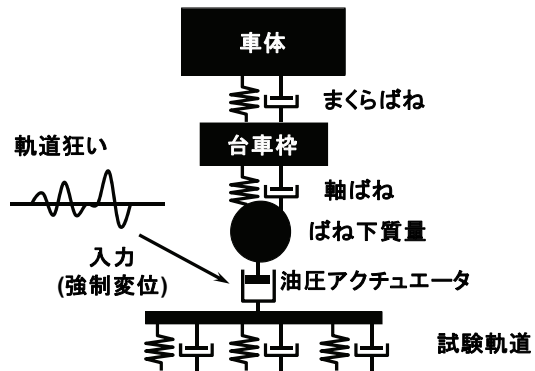 車体
まくらばね
台車枠
軌道狂い
軸ばね
ばね下質量
入力
(強制変位)
油圧アクチュエータ
試験軌道